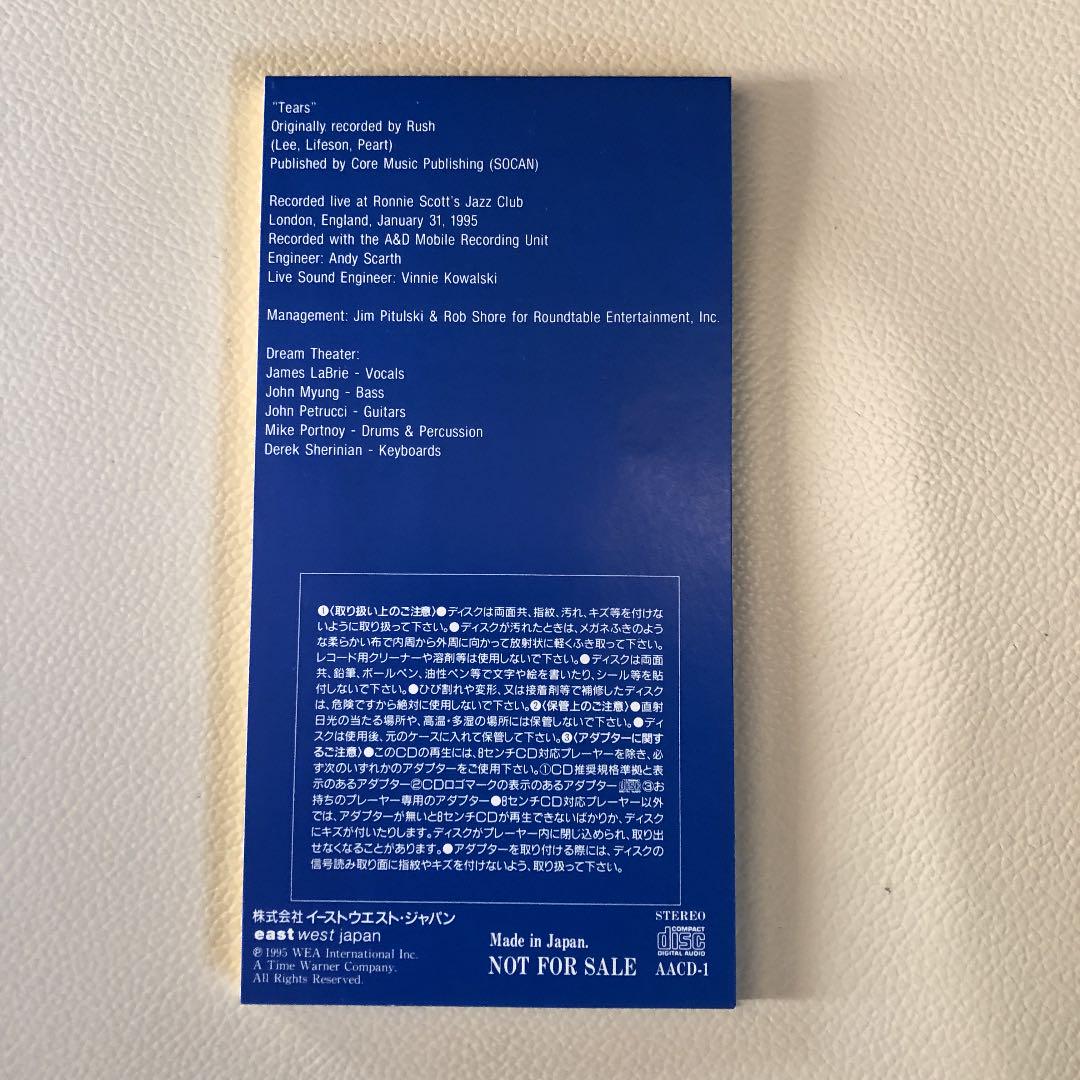 "Tears"
Originally recorded by Rush
(Lee, Lifeson, Peart)
Published by Core Music Publishing (SOCAN)
Recorded live at Ronnie Scott's Jazz Club
London, England, January 31, 1995
Recorded with the A&D Mobile Recording Unit
Engineer: Andy Scarth
Live Sound Engineer: Vinnie Kowalski
Management: Jim Pitulski & Rob Shore for Roundtable Entertainment, Inc.
Dream Theater:
James LaBrie - Vocals
John Myung - Bass
John Petrucci - Guitars
Mike Portnoy - Drums & Percussion
Derek Sherinian - Keyboards
❶〈取り扱い上のご注意〉●ディスクは両面共、指紋、汚れ、キズ等を付けな
いように取り扱って下さい。●ディスクが汚れたときは、メガネふきのよう
な柔らかい布で内周から外周に向かって放射状に軽くふき取って下さい。
レコード用クリーナーや溶剤等は使用しないで下さい。●ディスクは両面
共、鉛筆、ボールペン、油性ペン等で文字や絵を書いたり、シール等を貼
付しないで下さい。●ひび割れや変形、又は接着剤等で補修したディスク
は、危険ですから絶対に使用しないで下さい。❷〈保管上のご注意〉●直射
日光の当たる場所や、高温・多湿の場所には保管しないで下さい。●ディ
スクは使用後、元のケースに入れて保管して下さい。❸〈アダプターに関す
るご注意〉●このCDの再生には、8センチCD対応プレーヤーを除き、必
ず次のいずれかのアダプターをご使用下さい。①CD推奨規格準拠と表
示のあるアダプター②CDロゴマークの表示のあるアダプター ③お
持ちのプレーヤー専用のアダプター●8センチCD対応プレーヤー以外
では、アダプターが無いと8センチCDが再生できないばかりか、ディスク
にキズが付いたりします。ディスクがプレーヤー内に閉じ込められ、取り出
せなくなることがあります。●アダプターを取り付ける際には、ディスクの
信号読み取り面に指紋やキズを付けないよう、取り扱って下さい。
株式会社イーストウエスト・ジャパン
east west japan
℗ 1995 WEA International Inc.
A Time Warner Company.
All Rights Reserved.
Made in Japan.
NOT FOR SALE
STEREO
COMPACT
disc
DIGITAL AUDIO
AACD-1